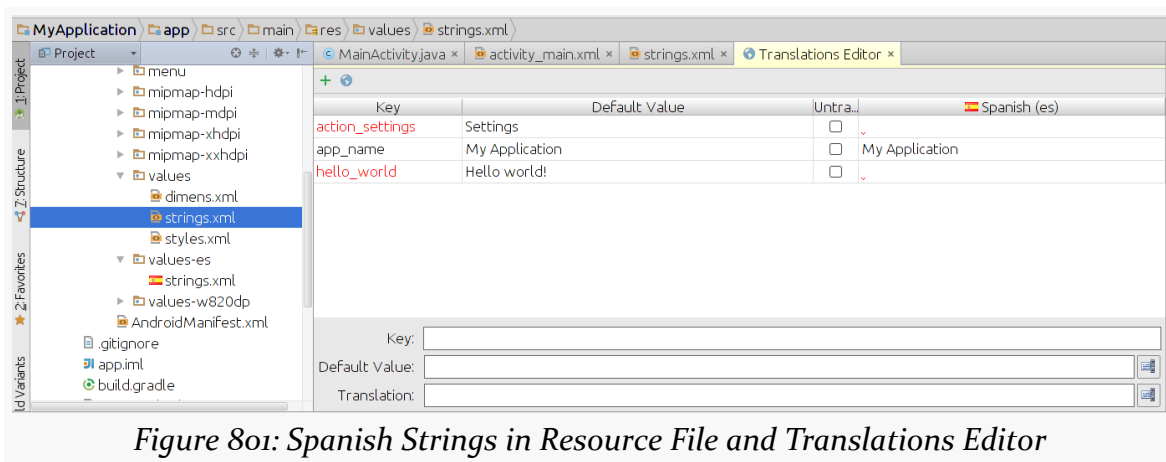 MyApplication app src main res values strings.xml
Project
MainActivity.java × activity_main.xml × strings.xml × Translations Editor ×
1: Project
Z: Structure
2: Favorites
ld Variants
menu
mipmap-hdpi
mipmap-mdpi
mipmap-xhdpi
mipmap-xxhdpi
values
dimens.xml
strings.xml
styles.xml
values-es
strings.xml
values-w820dp
AndroidManifest.xml
.gitignore
app.iml
build.gradle
Key Default Value Untra... Spanish (es)
action_settings Settings
app_name My Application My Application
hello_world Hello world!
Key:
Default Value:
Translation:
Figure 801: Spanish Strings in Resource File and Translations Editor